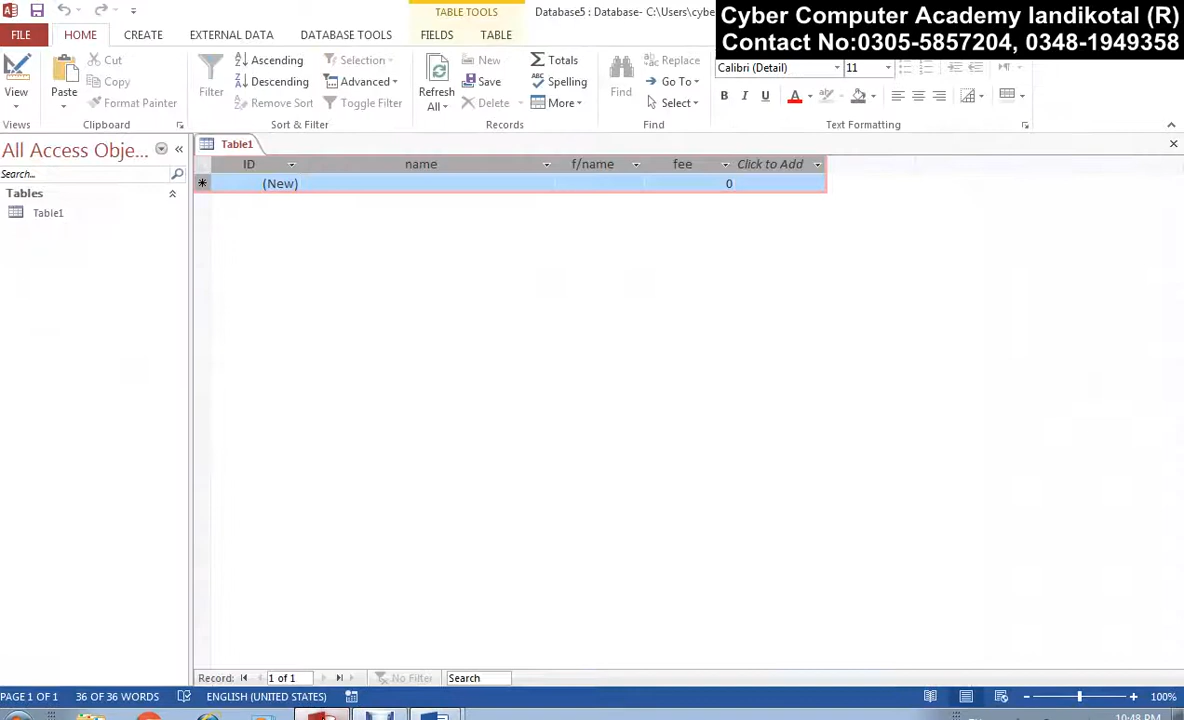 TABLE TOOLS
Database5 : Database- C:\Users\cybe
Cyber Computer Academy landikotal (R)
Contact No:0305-5857204, 0348-1949358
FILE HOME CREATE EXTERNAL DATA DATABASE TOOLS FIELDS TABLE
View
Views
Paste
Cut
Copy
Format Painter
Clipboard
Filter
Ascending
Descending
Remove Sort
Selection
Advanced
Toggle Filter
Sort & Filter
Refresh
All
New
Save
Delete
Totals
Spelling
More
Records
Find
Replace
Go To
Select
Find
Calibri (Detail) 11
B I U A
Text Formatting
All Access Obje...
Search...
Tables
Table1
Table1
ID name f/name fee Click to Add
(New) 0
Record: 1 of 1 No Filter Search
PAGE 1 OF 1 36 OF 36 WORDS ENGLISH (UNITED STATES) 100%
10:48 PM